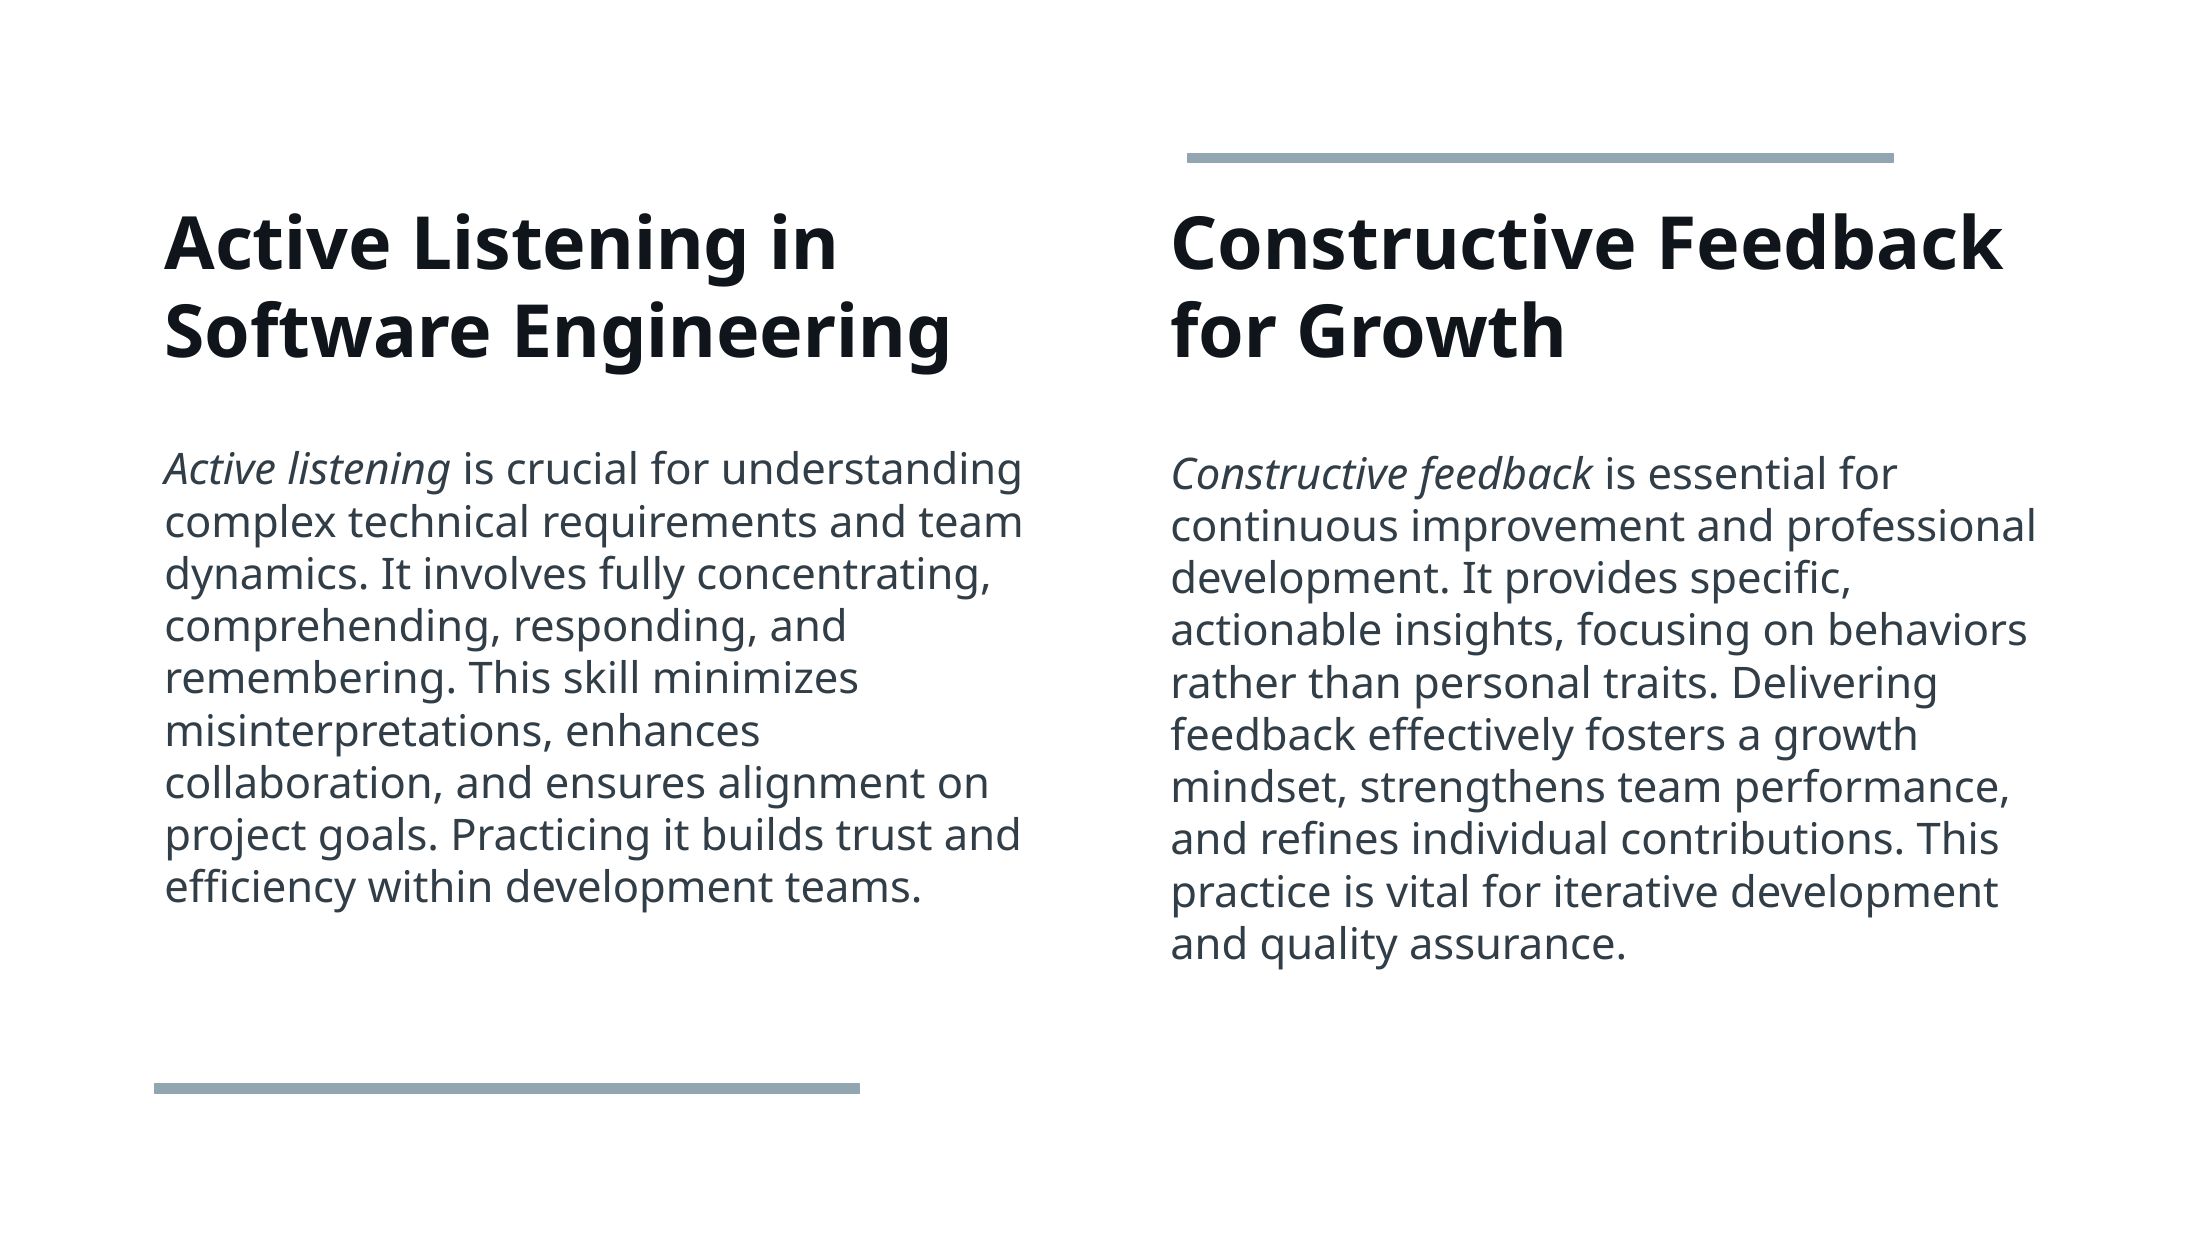 Active Listening in
Software Engineering
Active listening is crucial for understanding
complex technical requirements and team
dynamics. It involves fully concentrating,
comprehending, responding, and
remembering. This skill minimizes
misinterpretations, enhances
collaboration, and ensures alignment on
project goals. Practicing it builds trust and
efficiency within development teams.
Constructive Feedback
for Growth
Constructive feedback is essential for
continuous improvement and professional
development. It provides specific,
actionable insights, focusing on behaviors
rather than personal traits. Delivering
feedback effectively fosters a growth
mindset, strengthens team performance,
and refines individual contributions. This
practice is vital for iterative development
and quality assurance.